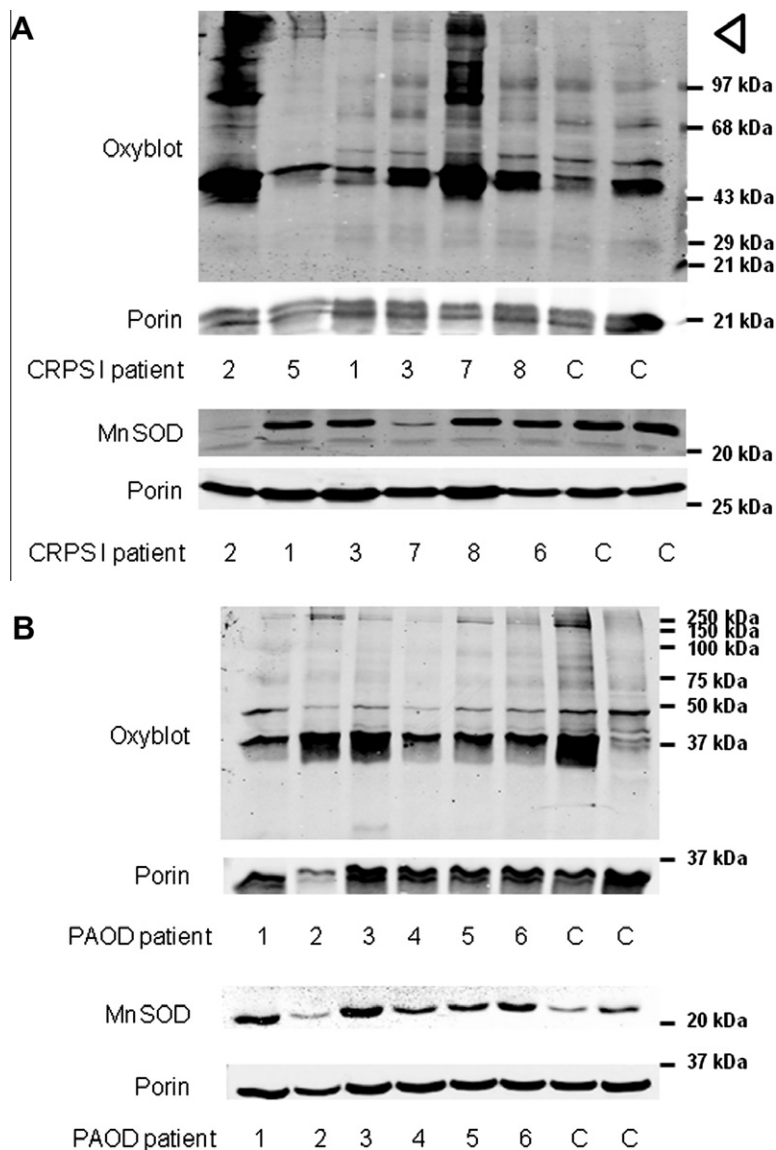 A
Oxyblot
97 kDa
68 kDa
43 kDa
29 kDa
21 kDa
Porin
21 kDa
CRPS I patient 2 5 1 3 7 8 C C
MnSOD
20 kDa
Porin
25 kDa
CRPS I patient 2 1 3 7 8 6 C C
B
Oxyblot
250 kDa
150 kDa
100 kDa
75 kDa
50 kDa
37 kDa
Porin
37 kDa
PAOD patient 1 2 3 4 5 6 C C
MnSOD
20 kDa
Porin
37 kDa
PAOD patient 1 2 3 4 5 6 C C